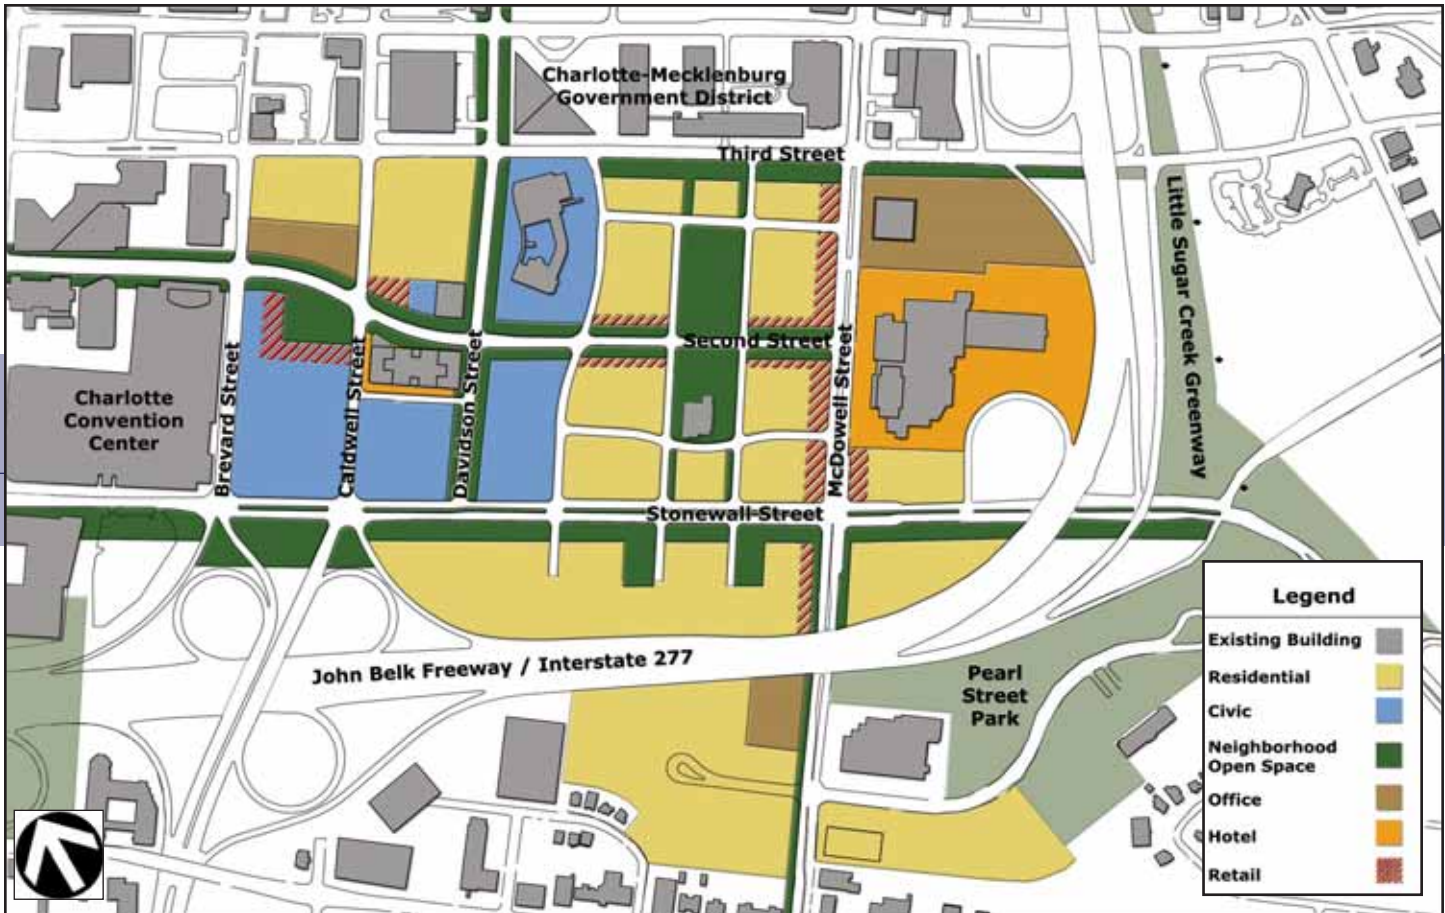 Charlotte-Mecklenburg
Government District
Third Street
Little Sugar Creek Greenway
Second Street
Brevard Street
Caldwell Street
Davidson Street
McDowell Street
Charlotte
Convention
Center
Stonewall Street
John Belk Freeway / Interstate 277
Pearl
Street
Park
Legend
Existing Building
Residential
Civic
Neighborhood
Open Space
Office
Hotel
Retail